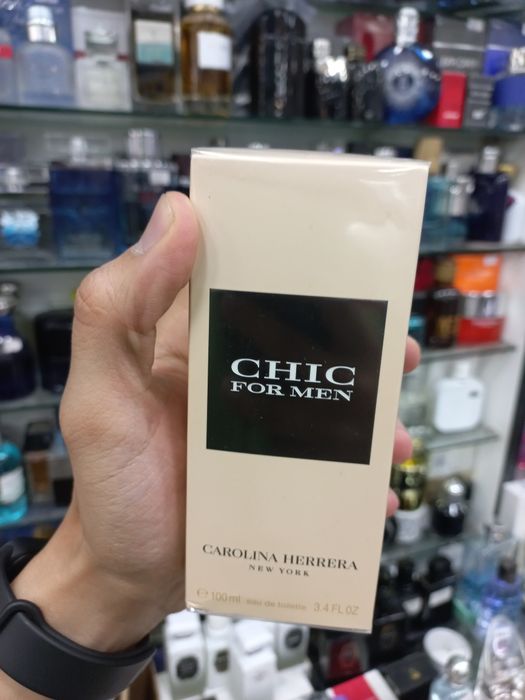 CHIC
FOR MEN
CAROLINA HERRERA
NEW YORK
℮ 100 ml eau de toilette 3.4 FL OZ